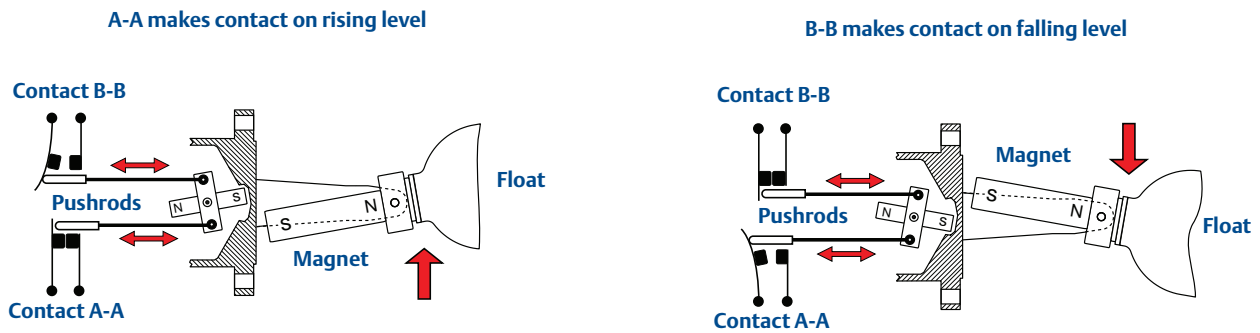 A-A makes contact on rising level
Contact B-B
Pushrods
N
S
S
N
Float
Magnet
Contact A-A
B-B makes contact on falling level
Contact B-B
Magnet
Pushrods
N
S
S
N
Float
Contact A-A